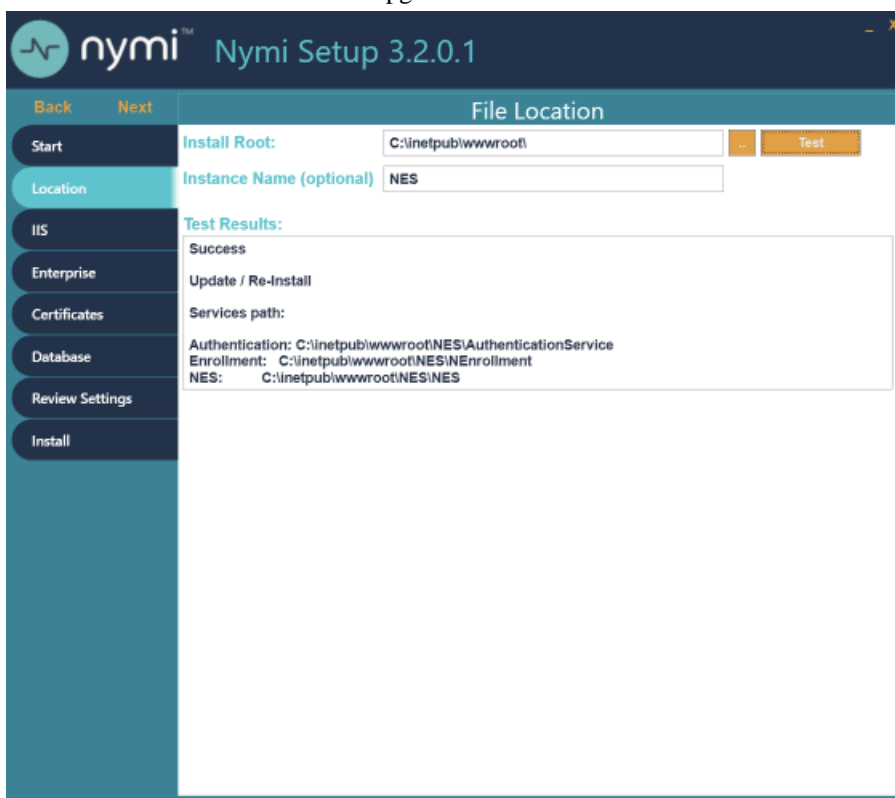 nymi™ Nymi Setup 3.2.0.1
Back Next
File Location
Start
Location
IIS
Enterprise
Certificates
Database
Review Settings
Install
Install Root: C:\inetpub\wwwroot\ .. Test
Instance Name (optional) NES
Test Results:
Success
Update / Re-Install
Services path:
Authentication: C:\inetpub\wwwroot\NES\AuthenticationService
Enrollment: C:\inetpub\wwwroot\NES\NEnrollment
NES: C:\inetpub\wwwroot\NES\NES